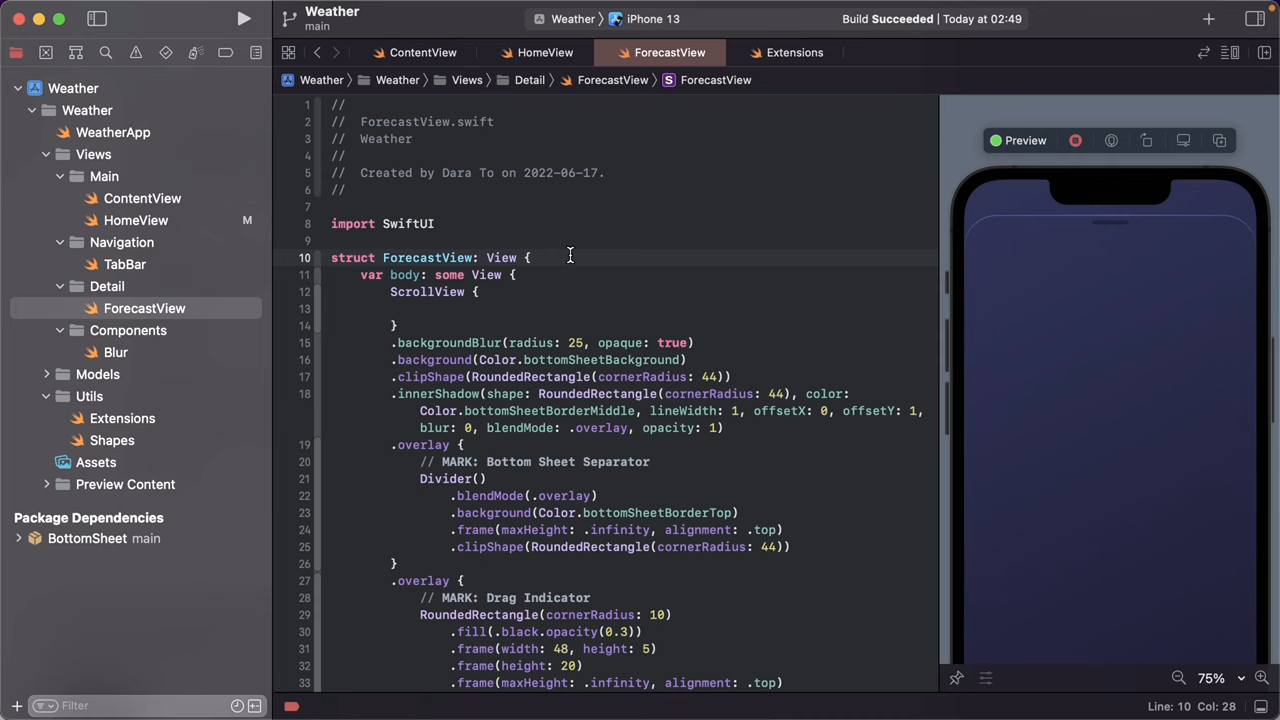 Weather
main
Weather 〉 iPhone 13
Build Succeeded | Today at 02:49
ContentView
HomeView
ForecastView
Extensions
Weather 〉 Weather 〉 Views 〉 Detail 〉 ForecastView 〉 S ForecastView
Weather
Weather
WeatherApp
Views
Main
ContentView
HomeView M
Navigation
TabBar
Detail
ForecastView
Components
Blur
Models
Utils
Extensions
Shapes
Assets
Preview Content
Package Dependencies
BottomSheet main
Filter
1 //
2 //  ForecastView.swift
3 //  Weather
4 //
5 //  Created by Dara To on 2022-06-17.
6 //
7
8 import SwiftUI
9
10 struct ForecastView: View {
11     var body: some View {
12         ScrollView {
13
14         }
15         .backgroundBlur(radius: 25, opaque: true)
16         .background(Color.bottomSheetBackground)
17         .clipShape(RoundedRectangle(cornerRadius: 44))
18         .innerShadow(shape: RoundedRectangle(cornerRadius: 44), color:
Color.bottomSheetBorderMiddle, lineWidth: 1, offsetX: 0, offsetY: 1,
blur: 0, blendMode: .overlay, opacity: 1)
19         .overlay {
20             // MARK: Bottom Sheet Separator
21             Divider()
22                 .blendMode(.overlay)
23                 .background(Color.bottomSheetBorderTop)
24                 .frame(maxHeight: .infinity, alignment: .top)
25                 .clipShape(RoundedRectangle(cornerRadius: 44))
26         }
27         .overlay {
28             // MARK: Drag Indicator
29             RoundedRectangle(cornerRadius: 10)
30                 .fill(.black.opacity(0.3))
31                 .frame(width: 48, height: 5)
32                 .frame(height: 20)
33                 .frame(maxHeight: .infinity, alignment: .top)
Preview
75%
Line: 10 Col: 28